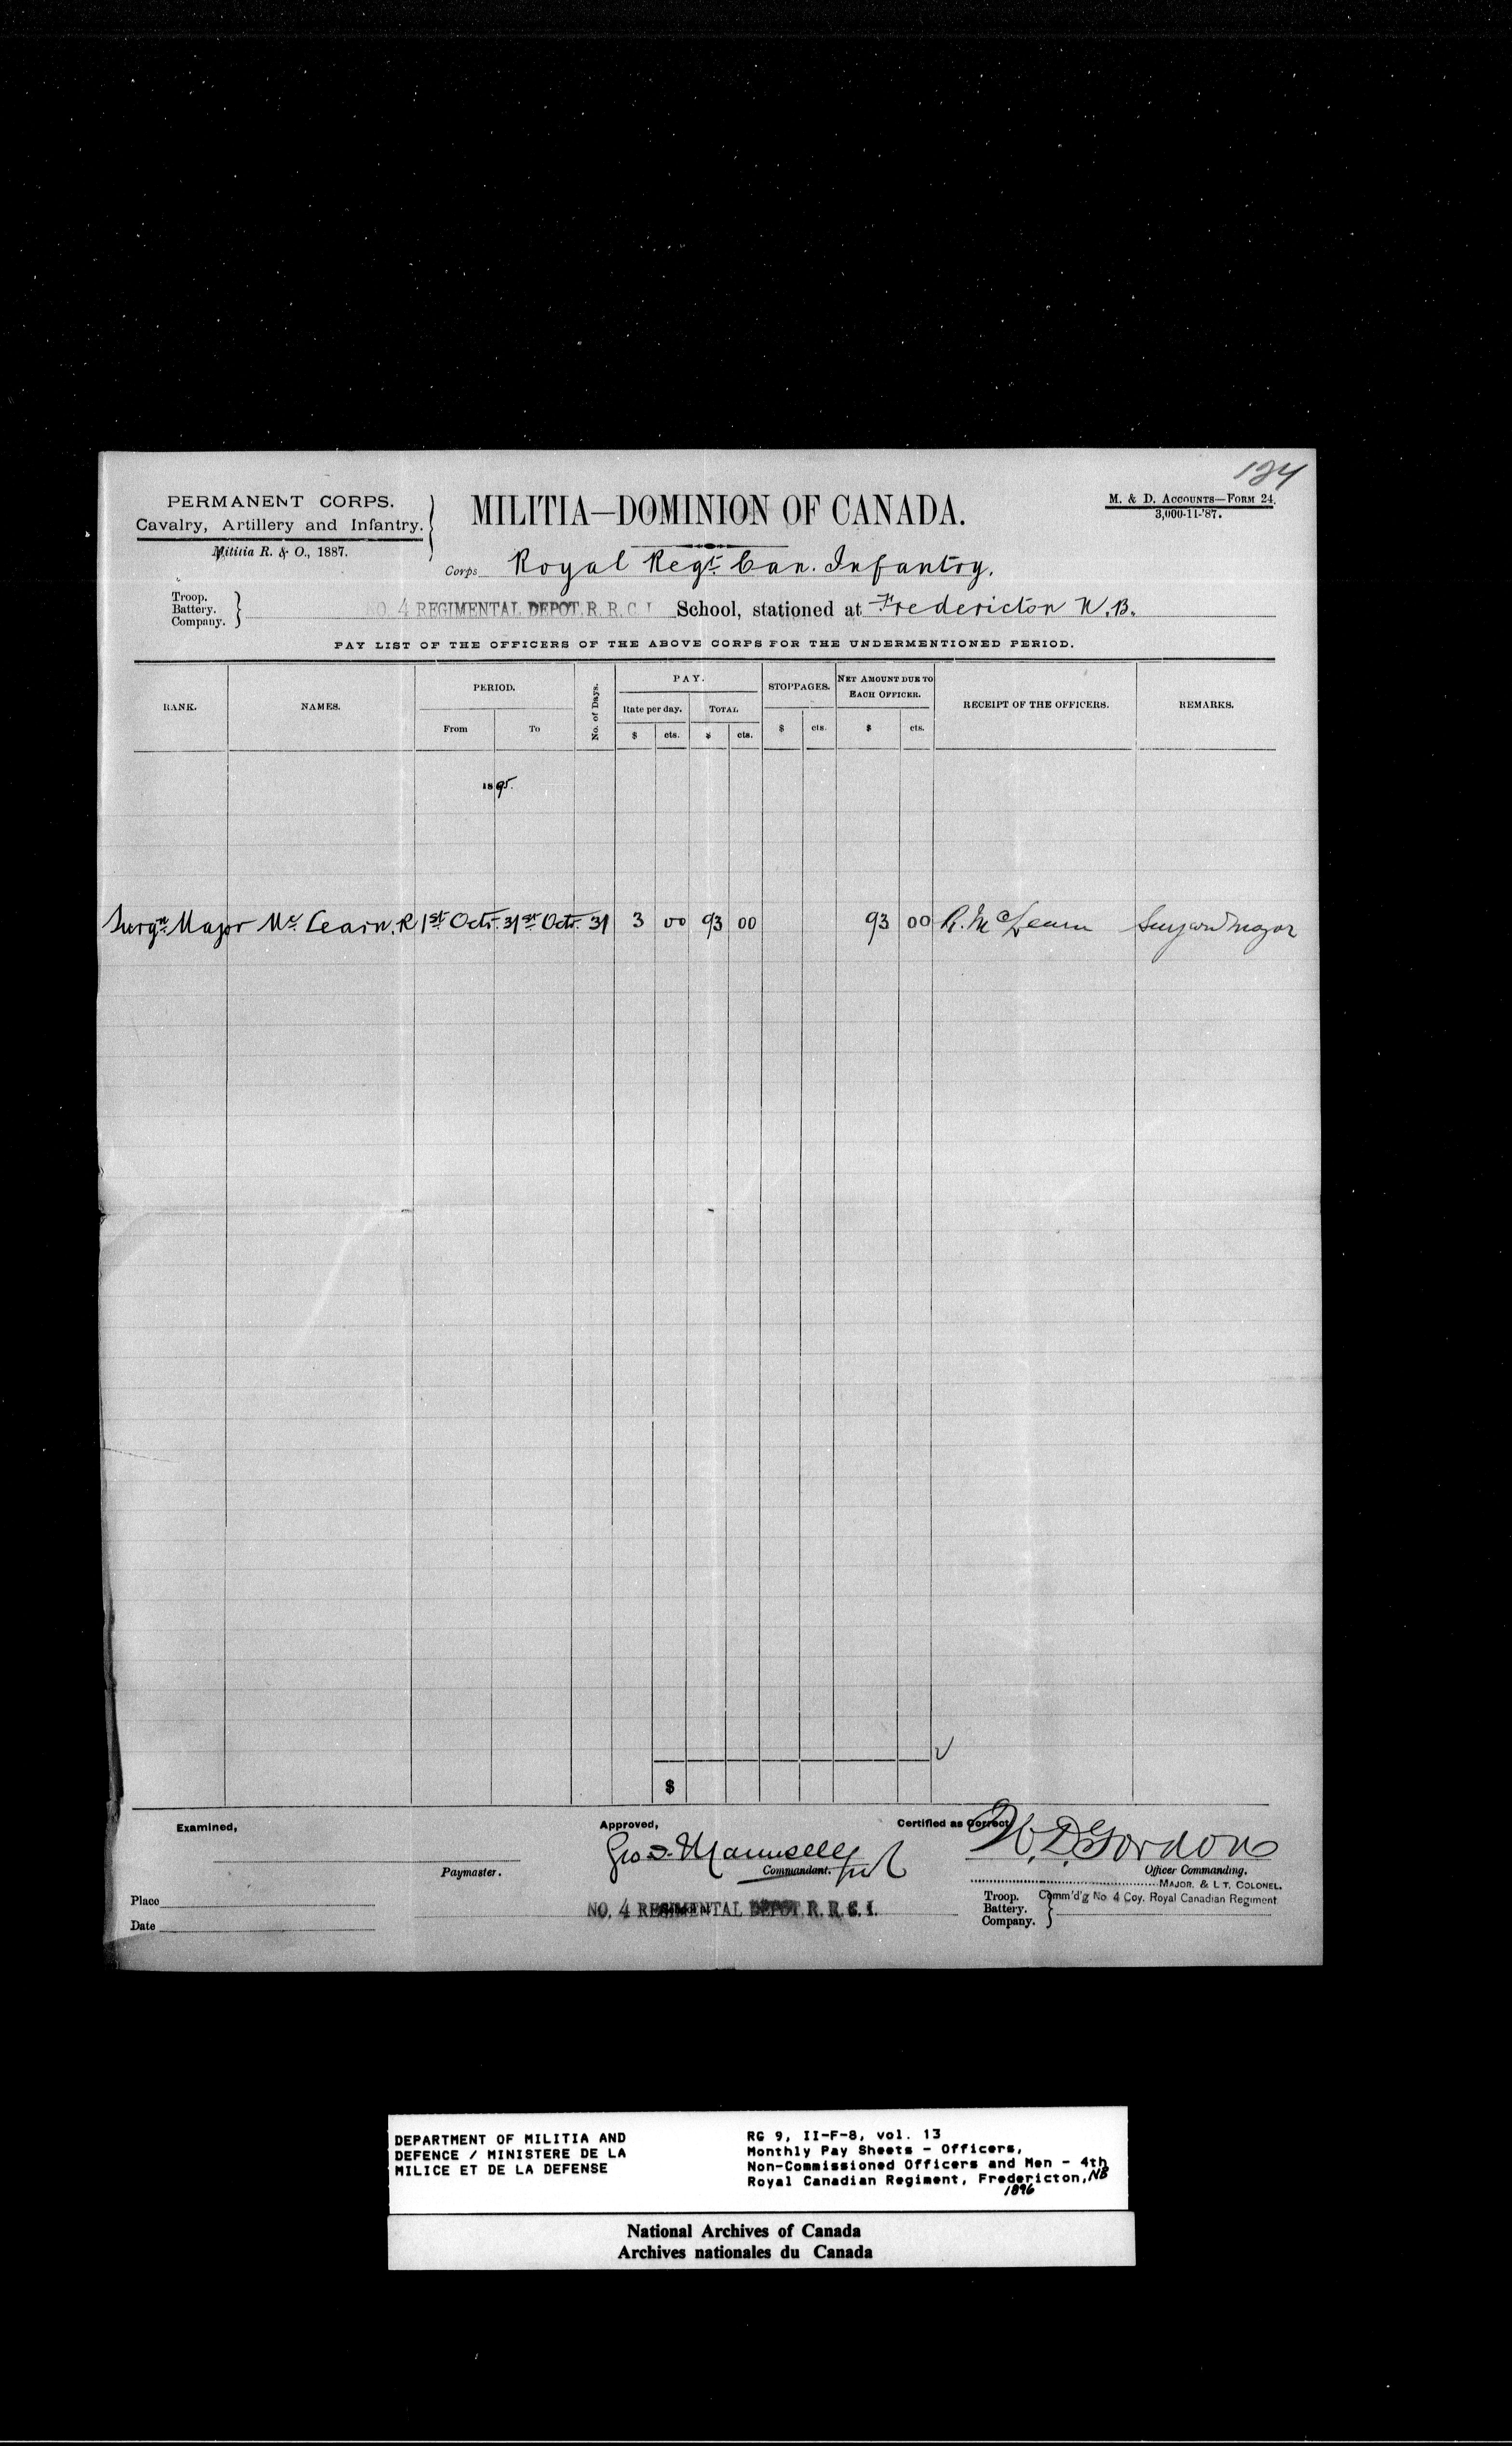 124
PERMANENT CORPS.
Cavalry, Artillery and Infantry.
Militia R. & O., 1887.
MILITIA—DOMINION OF CANADA.
M. & D. Accounts—Form 24.
3,000-11-'87.
Corps Royal Regt. Can. Infantry.
Troop.
Battery.
Company.
NO. 4 REGIMENTAL DEPOT, R. R. C. I. School, stationed at Fredericton N.B.
PAY LIST OF THE OFFICERS OF THE ABOVE CORPS FOR THE UNDERMENTIONED PERIOD.
RANK. NAMES. PERIOD. No. of Days. PAY. STOPPAGES. NET AMOUNT DUE TO EACH OFFICER. RECEIPT OF THE OFFICERS. REMARKS.
From To Rate per day. TOTAL
$ cts. $ cts. $ cts. $ cts.
1895.
Surgn. Major Mc Learn, R 1st Octr. 31st Octr. 31 3 00 93 00 93 00 R. McLearn Surgeon Major
$
Examined,
Paymaster.
Place
Date
Approved,
Geo. J. Maunsell
Commandant.
NO. 4 REGIMENTAL DEPOT, R. R. C. I.
Certified as Correct,
W. D. Gordon
Officer Commanding.
MAJOR. & LT. COLONEL.
Troop.
Battery.
Company.
Comm'd'g No 4 Coy. Royal Canadian Regiment
DEPARTMENT OF MILITIA AND
DEFENCE / MINISTERE DE LA
MILICE ET DE LA DEFENSE
RG 9, II-F-8, vol. 13
Monthly Pay Sheets - Officers,
Non-Commissioned Officers and Men - 4th
Royal Canadian Regiment, Fredericton, NB
1896
National Archives of Canada
Archives nationales du Canada